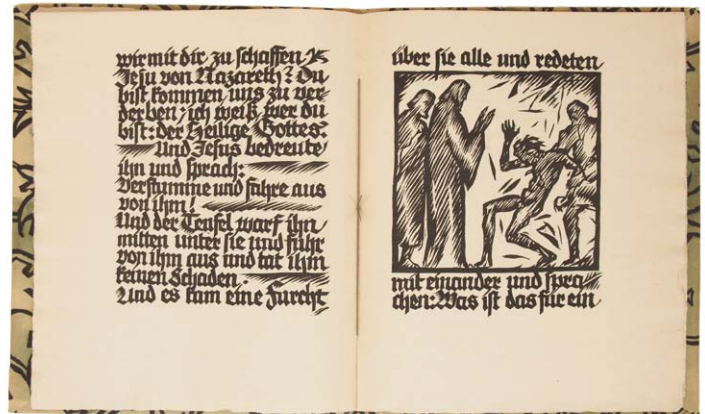 wir mit dir zu schaffen
Jesu von Nazareth? Du
bist kommen uns zu ver-
derben; ich weiß wer du
bist: der Heilige Gottes.
Und Jesus bedreute
ihn und sprach:
Verstumme und fahre aus
von ihm!
Und der Teufel warf ihn
mitten unter sie und fuhr
von ihm aus und tat ihm
keinen Schaden.
Und es kam eine Furcht
über sie alle und redeten
mit einander und spra-
chen: Was ist das für ein